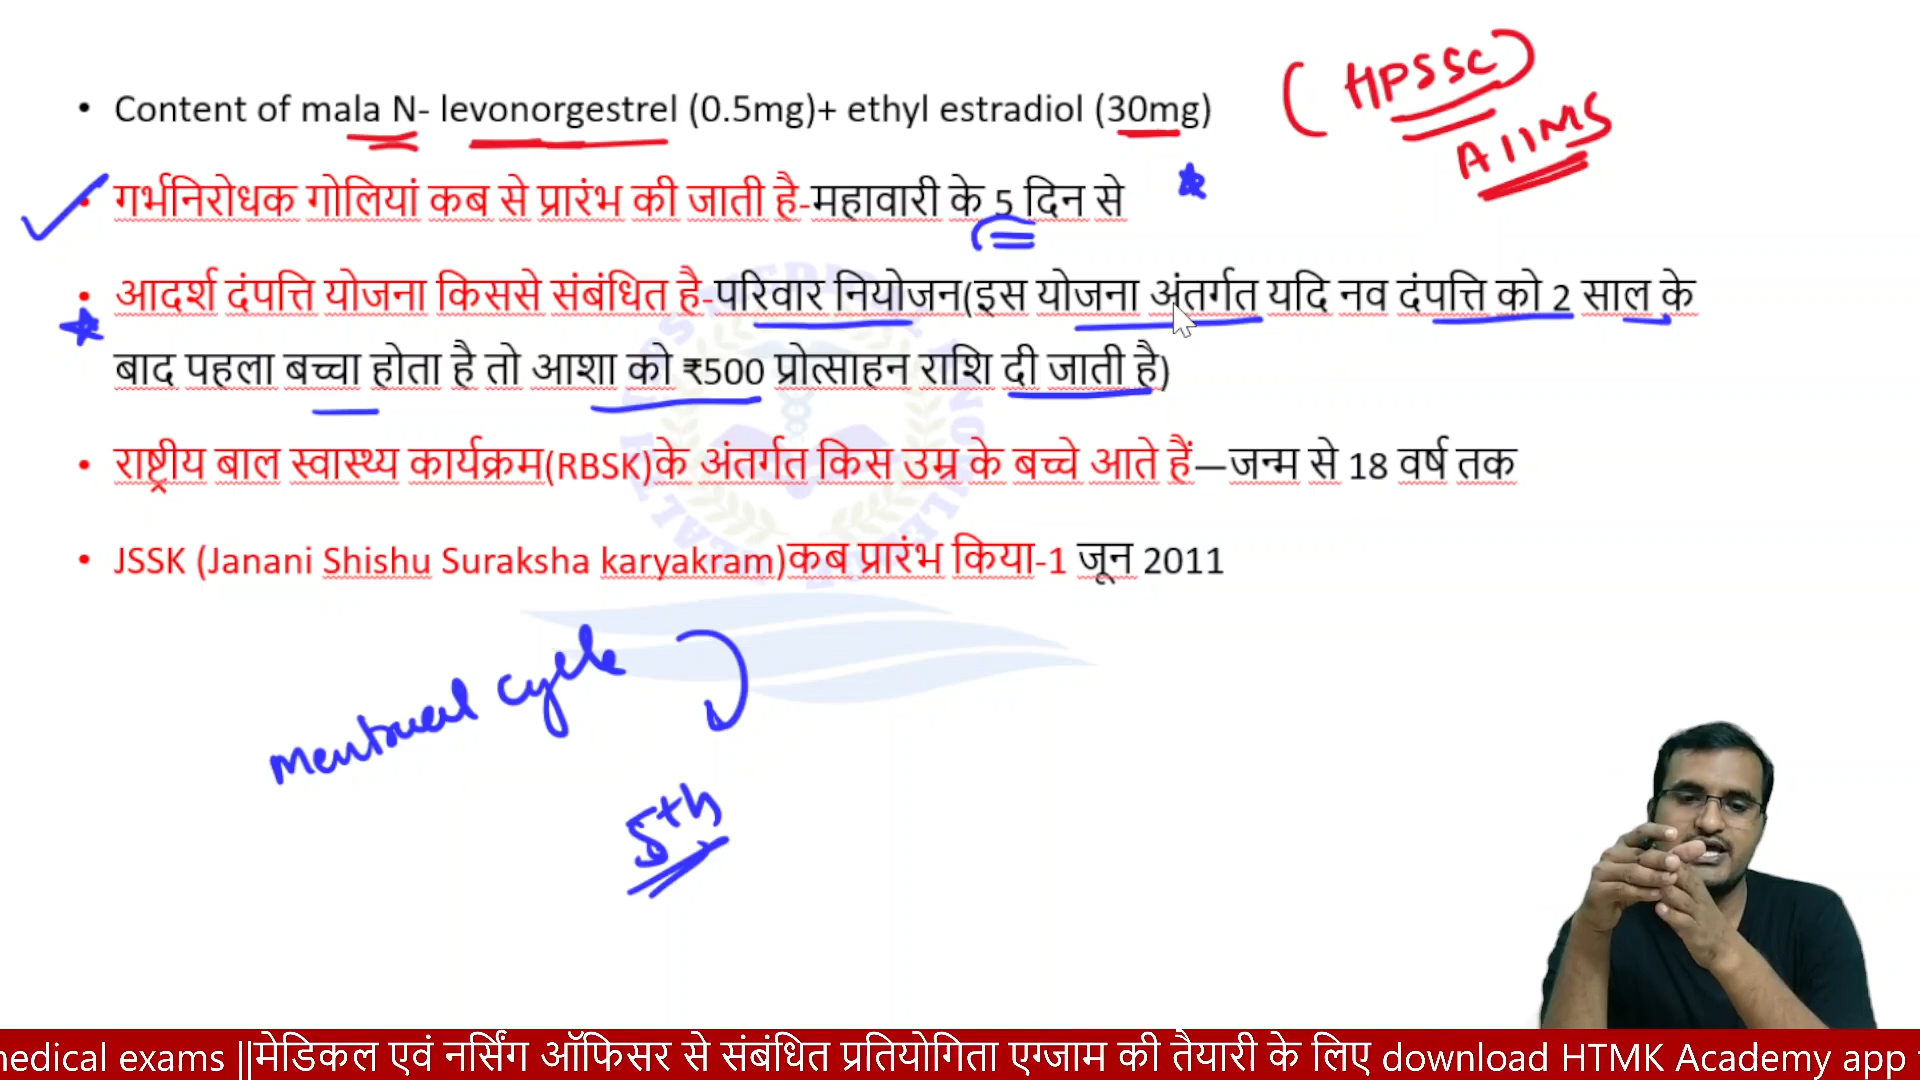 • Content of mala N- levonorgestrel (0.5mg)+ ethyl estradiol (30mg)
(HPSSC)
AIIMS
• गर्भनिरोधक गोलियां कब से प्रारंभ की जाती है-महावारी के 5 दिन से
• आदर्श दंपत्ति योजना किससे संबंधित है-परिवार नियोजन(इस योजना अंतर्गत यदि नव दंपत्ति को 2 साल के
बाद पहला बच्चा होता है तो आशा को ₹500 प्रोत्साहन राशि दी जाती है)
• राष्ट्रीय बाल स्वास्थ्य कार्यक्रम(RBSK)के अंतर्गत किस उम्र के बच्चे आते हैं—जन्म से 18 वर्ष तक
• JSSK (Janani Shishu Suraksha karyakram)कब प्रारंभ किया-1 जून 2011
cycle
5th
medical exams ||मेडिकल एवं नर्सिंग ऑफिसर से संबंधित प्रतियोगिता एग्जाम की तैयारी के लिए download HTMK Academy app